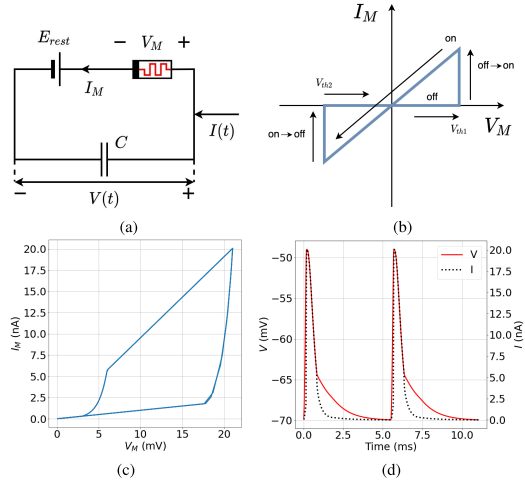 E_rest
− V_M +
I_M
I(t)
C
− V(t) +
(a)
I_M
on
off→on
V_th2
off
on→off
V_th1
V_M
(b)
20.0
17.5
15.0
12.5
10.0
7.5
5.0
2.5
0.0
I_M (nA)
0 5 10 15 20
V_M (mV)
(c)
−50
−55
−60
−65
−70
V (mV)
V
I
20.0
17.5
15.0
12.5
10.0
7.5
5.0
2.5
0.0
I (nA)
0.0 2.5 5.0 7.5 10.0
Time (ms)
(d)